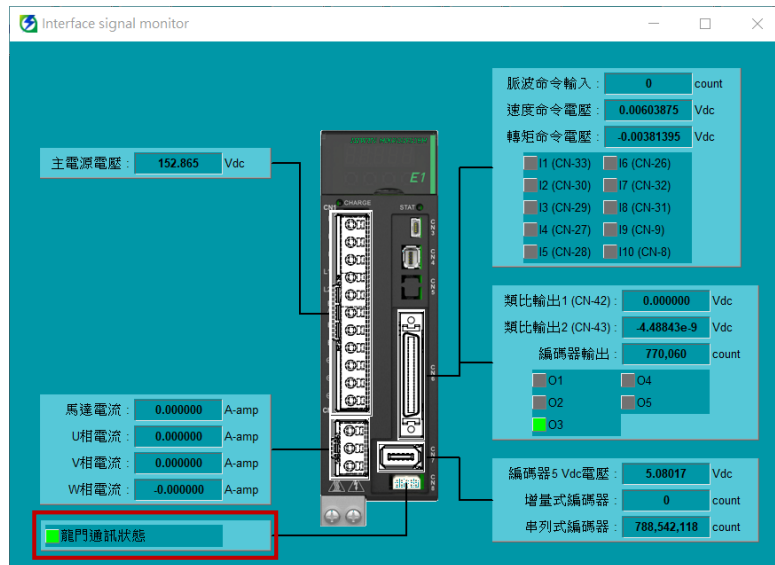 Interface signal monitor
脈波命令輸入 : 0 count
速度命令電壓 : 0.00603875 Vdc
轉矩命令電壓 : -0.00381395 Vdc
I1 (CN-33) I6 (CN-26)
I2 (CN-30) I7 (CN-32)
I3 (CN-29) I8 (CN-31)
I4 (CN-27) I9 (CN-9)
I5 (CN-28) I10 (CN-8)
主電源電壓 : 152.865 Vdc
E1
CHARGE
STAT
CN1
CN3
CN4
CN5
CN6
CN7
CN8
類比輸出1 (CN-42) : 0.000000 Vdc
類比輸出2 (CN-43) : -4.48843e-9 Vdc
編碼器輸出 : 770,060 count
O1 O4
O2 O5
O3
馬達電流 : 0.000000 A-amp
U相電流 : 0.000000 A-amp
V相電流 : 0.000000 A-amp
W相電流 : -0.000000 A-amp
編碼器5 Vdc電壓 : 5.08017 Vdc
增量式編碼器 : 0 count
串列式編碼器 : 788,542,118 count
龍門通訊狀態